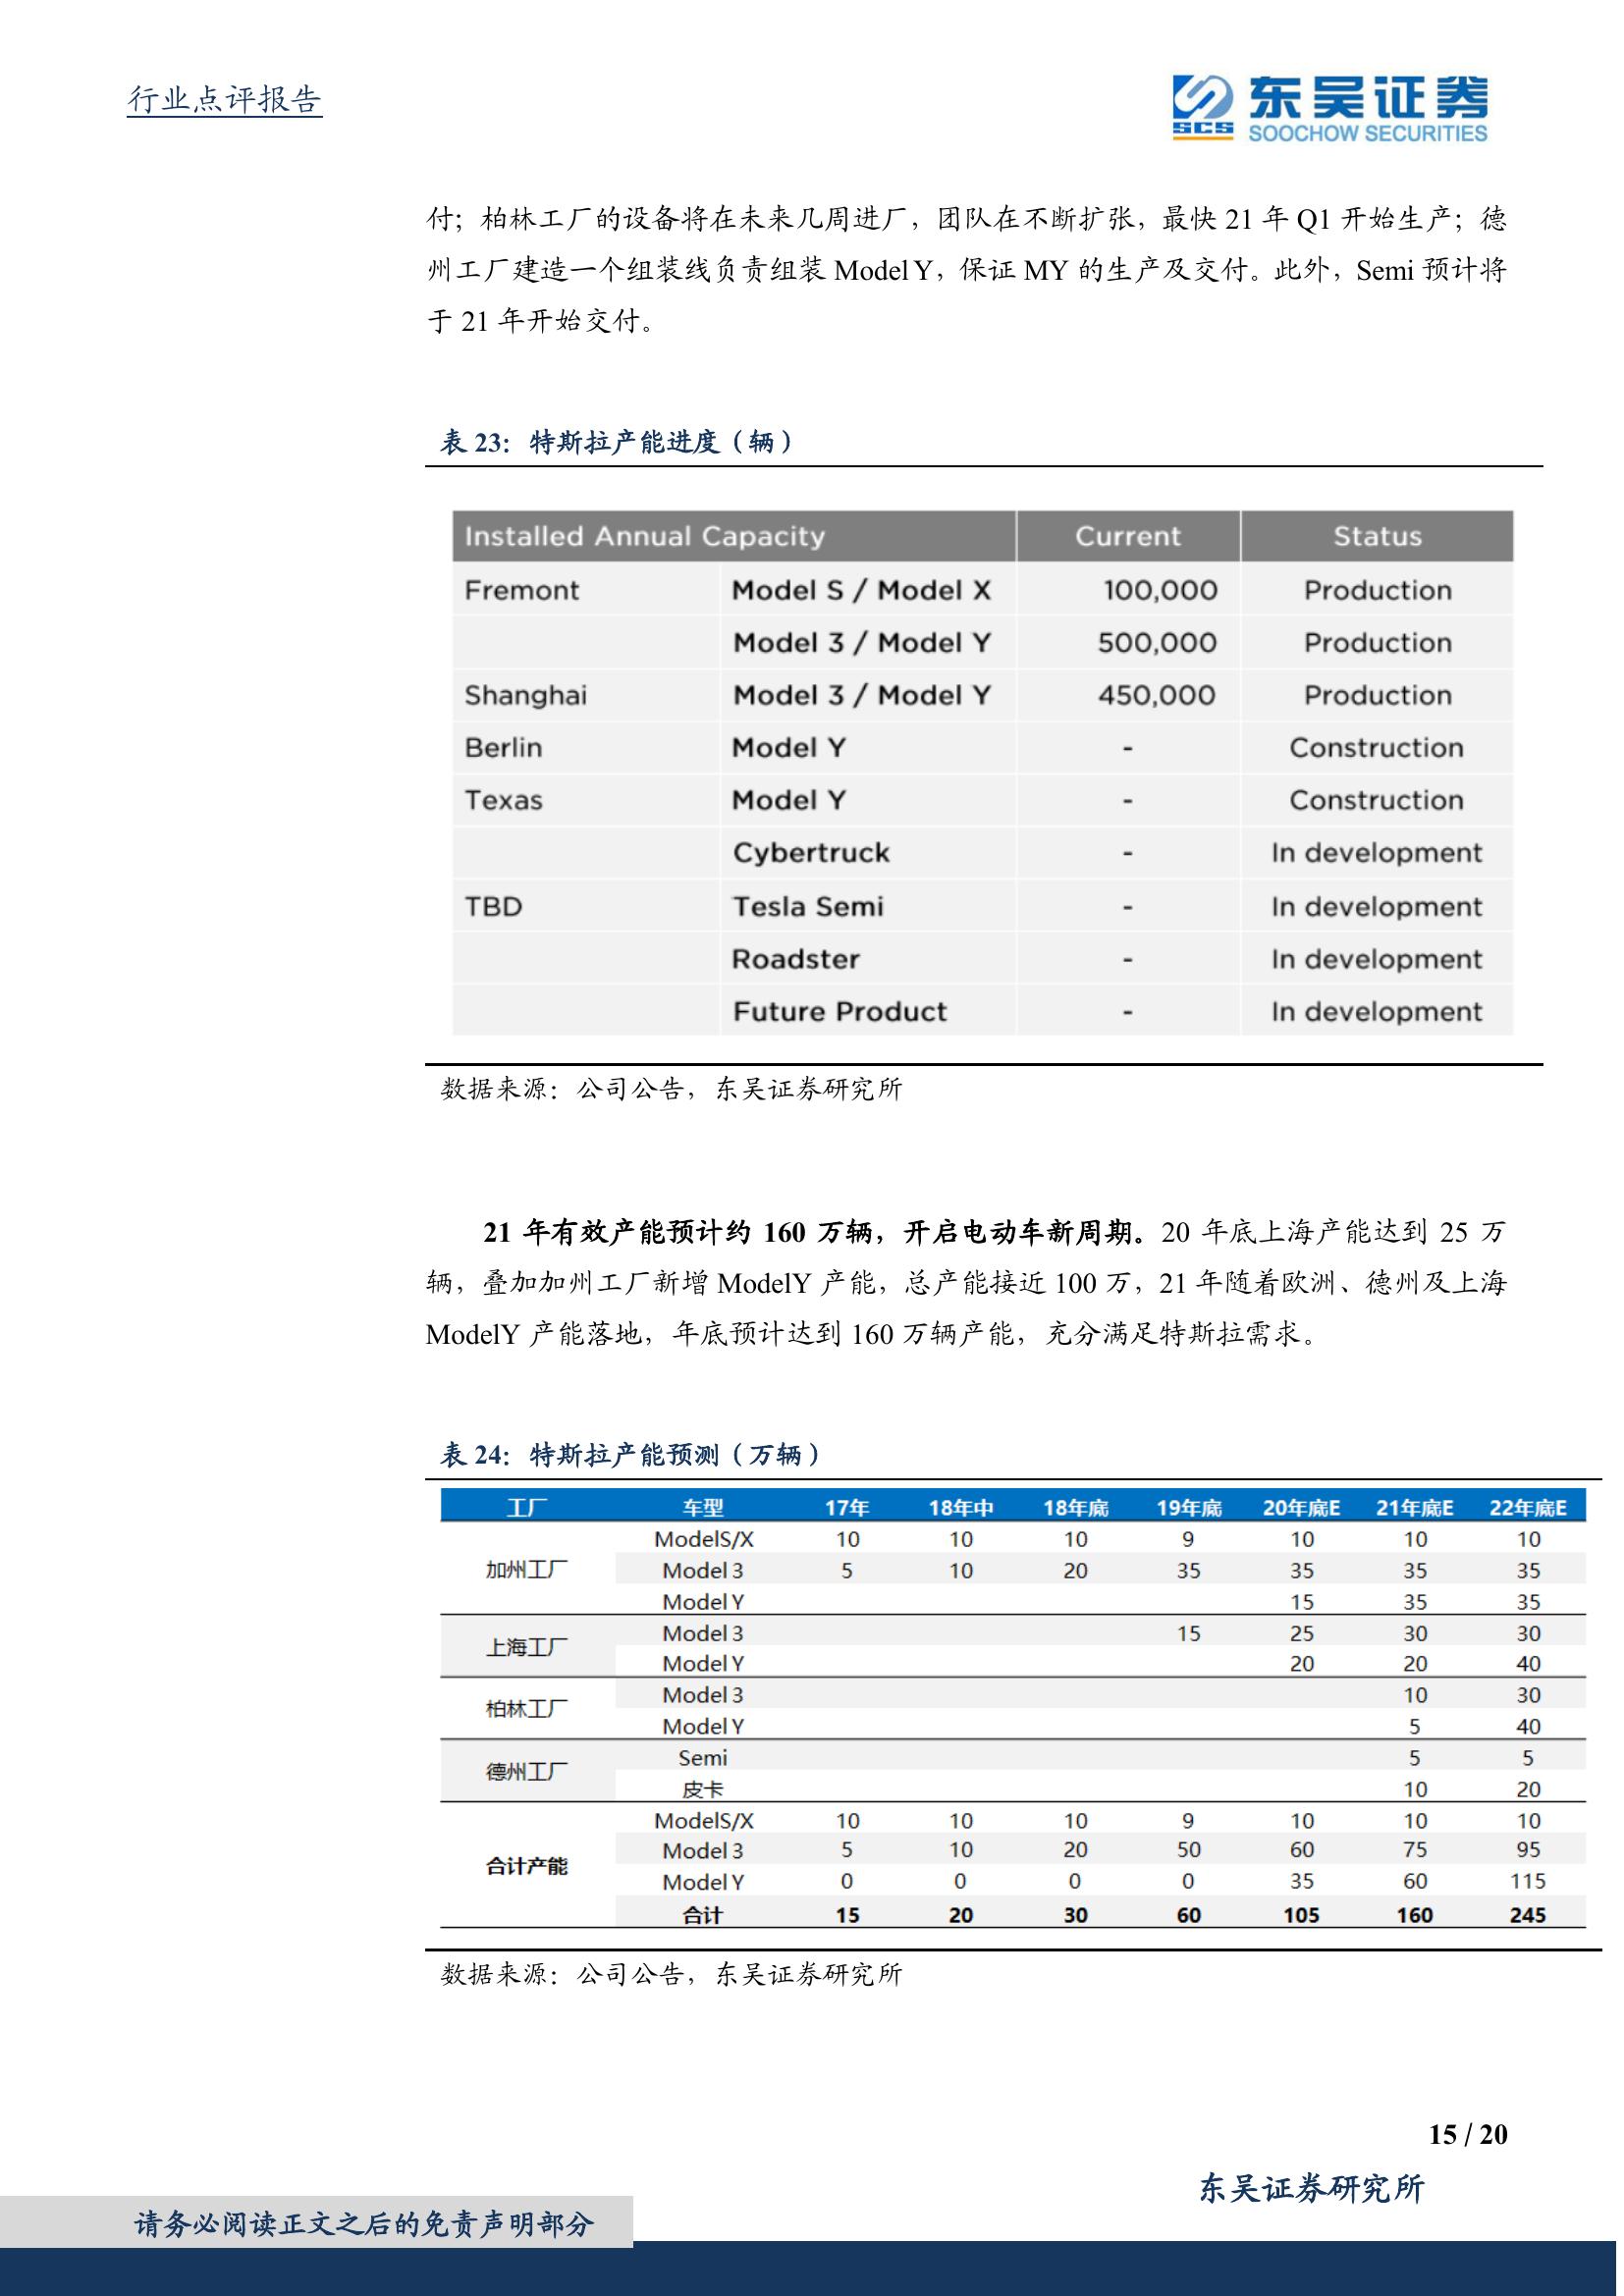 行业点评报告
东吴证券
SCS
SOOCHOW SECURITIES
付；柏林工厂的设备将在未来几周进厂，团队在不断扩张，最快 21 年 Q1 开始生产；德
州工厂建造一个组装线负责组装 Model Y，保证 MY 的生产及交付。此外，Semi 预计将
于 21 年开始交付。
表 23：特斯拉产能进度（辆）
Installed Annual Capacity Current Status
Fremont Model S / Model X 100,000 Production
Model 3 / Model Y 500,000 Production
Shanghai Model 3 / Model Y 450,000 Production
Berlin Model Y - Construction
Texas Model Y - Construction
Cybertruck - In development
TBD Tesla Semi - In development
Roadster - In development
Future Product - In development
数据来源：公司公告，东吴证券研究所
21 年有效产能预计约 160 万辆，开启电动车新周期。20 年底上海产能达到 25 万
辆，叠加加州工厂新增 ModelY 产能，总产能接近 100 万，21 年随着欧洲、德州及上海
ModelY 产能落地，年底预计达到 160 万辆产能，充分满足特斯拉需求。
表 24：特斯拉产能预测（万辆）
工厂 车型 17年 18年中 18年底 19年底 20年底E 21年底E 22年底E
加州工厂 ModelS/X 10 10 10 9 10 10 10
Model 3 5 10 20 35 35 35 35
Model Y 15 35 35
上海工厂 Model 3 15 25 30 30
Model Y 20 20 40
柏林工厂 Model 3 10 30
Model Y 5 40
德州工厂 Semi 5 5
皮卡 10 20
合计产能 ModelS/X 10 10 10 9 10 10 10
Model 3 5 10 20 50 60 75 95
Model Y 0 0 0 0 35 60 115
合计 15 20 30 60 105 160 245
数据来源：公司公告，东吴证券研究所
15 / 20
东吴证券研究所
请务必阅读正文之后的免责声明部分